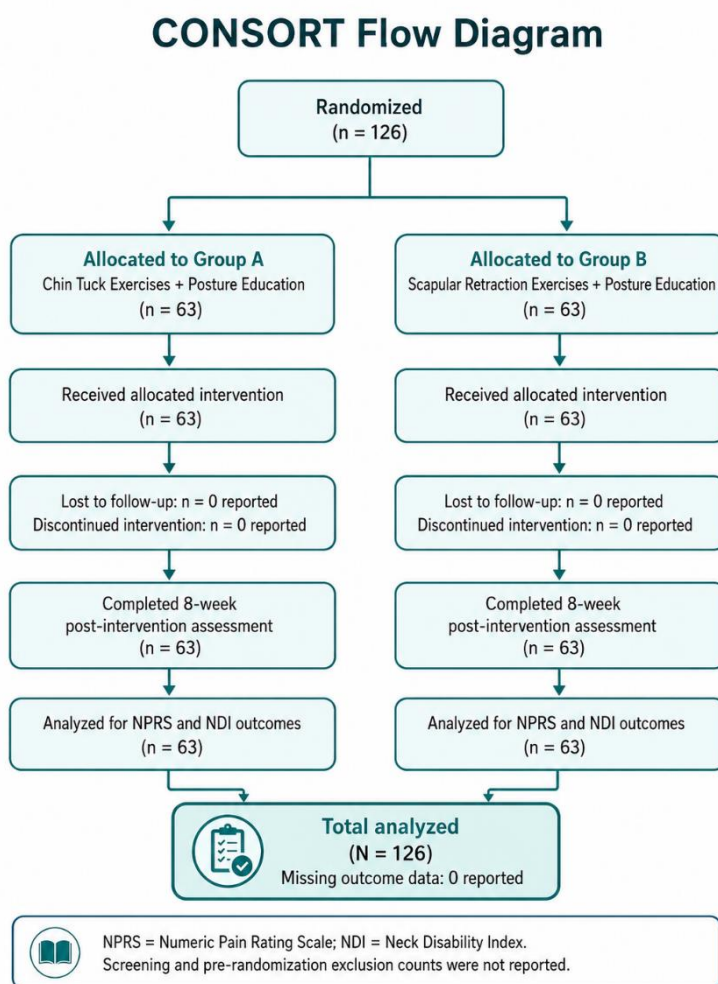 CONSORT Flow Diagram
Randomized
(n = 126)
Allocated to Group A
Chin Tuck Exercises + Posture Education
(n = 63)
Allocated to Group B
Scapular Retraction Exercises + Posture Education
(n = 63)
Received allocated intervention
(n = 63)
Received allocated intervention
(n = 63)
Lost to follow-up: n = 0 reported
Discontinued intervention: n = 0 reported
Lost to follow-up: n = 0 reported
Discontinued intervention: n = 0 reported
Completed 8-week
post-intervention assessment
(n = 63)
Completed 8-week
post-intervention assessment
(n = 63)
Analyzed for NPRS and NDI outcomes
(n = 63)
Analyzed for NPRS and NDI outcomes
(n = 63)
Total analyzed
(N = 126)
Missing outcome data: 0 reported
NPRS = Numeric Pain Rating Scale; NDI = Neck Disability Index.
Screening and pre-randomization exclusion counts were not reported.